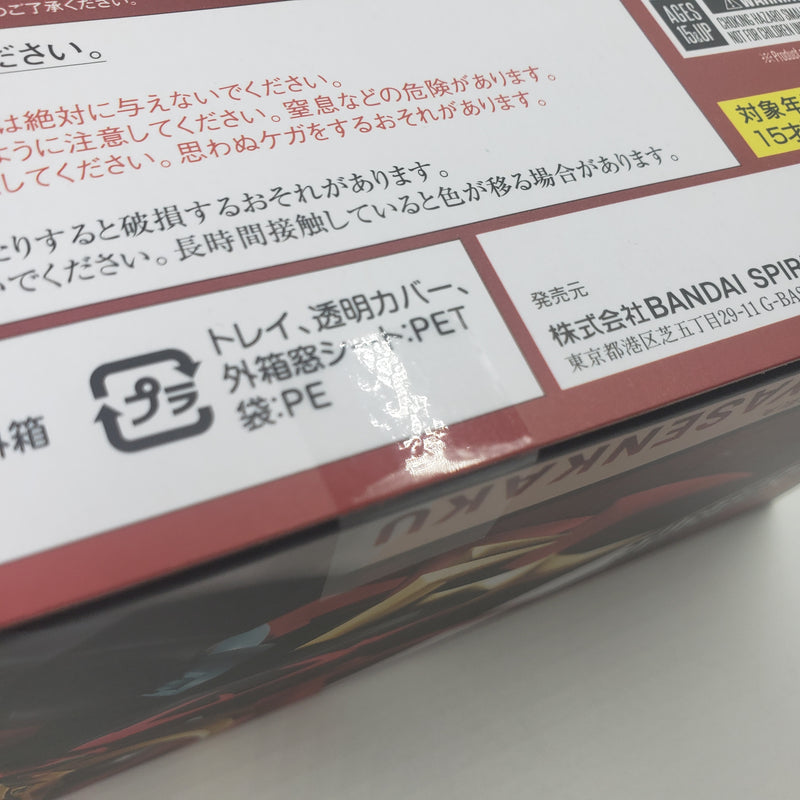 のご了承ください。
ださい。
は絶対に与えないでください。
ように注意してください。窒息などの危険があります。
してください。思わぬケガをするおそれがあります。
たりすると破損するおそれがあります。
いでください。長時間接触していると色が移る場合があります。
AGES
15 & UP
WARNING
CHOKING HAZARD
NOT FOR CHILDREN
※Product
対象年
15才
外箱
プラ
トレイ、透明カバー、
外箱窓シート:PET
袋:PE
発売元
株式会社BANDAI SPIR
東京都港区芝五丁目29-11 G-BAS
ASENKAKU